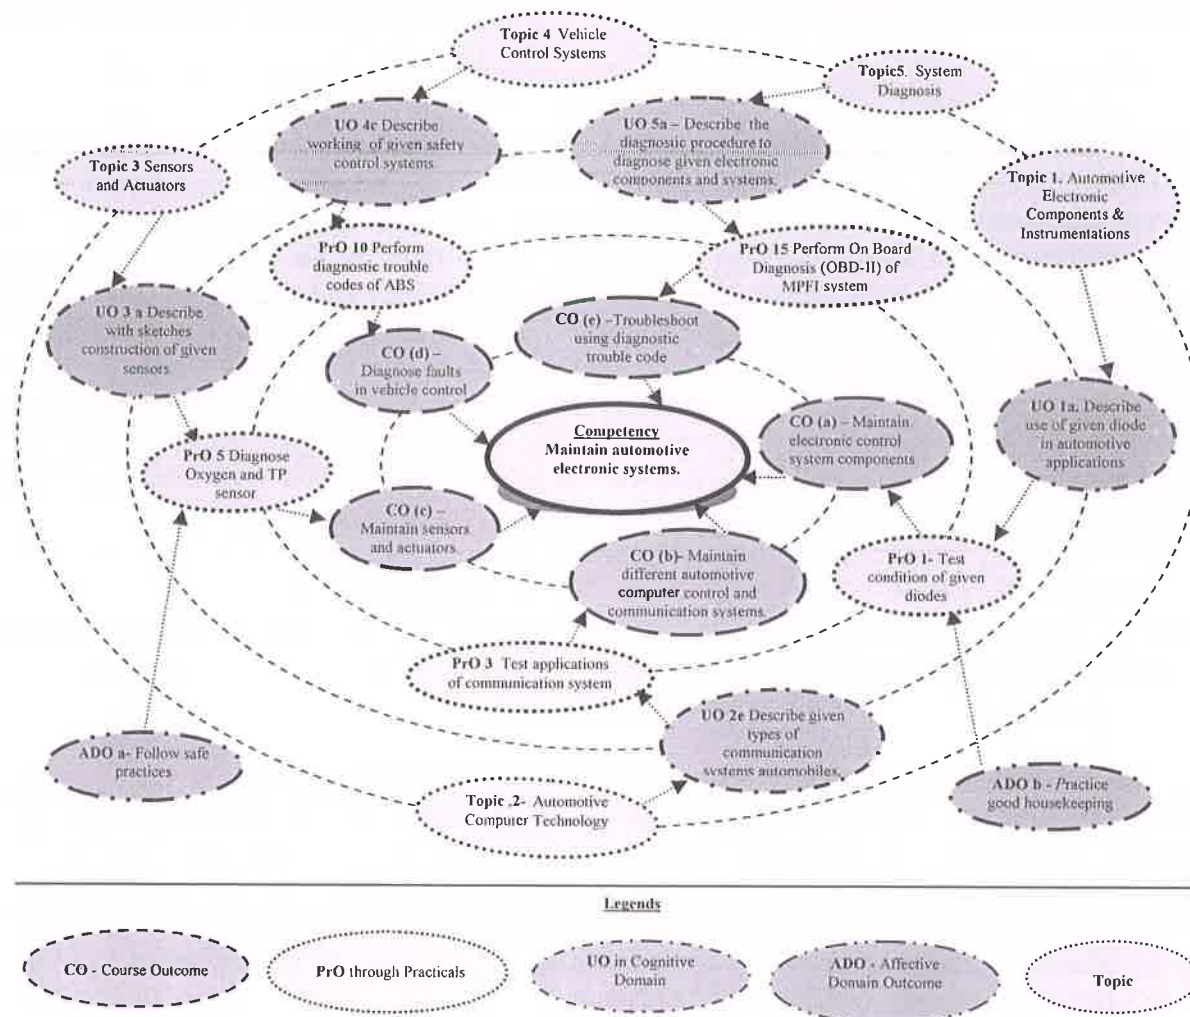 Topic 4 Vehicle
Control Systems
Topic5. System
Diagnosis
UO 4c Describe
working of given safety
control systems.
UO 5a – Describe the
diagnostic procedure to
diagnose given electronic
components and systems.
Topic 3 Sensors
and Actuators
Topic 1. Automotive
Electronic
Components &
Instrumentations
PrO 10 Perform
diagnostic trouble
codes of ABS
PrO 15 Perform On Board
Diagnosis (OBD-II) of
MPFI system
UO 3 a Describe
with sketches
construction of given
sensors
CO (e) –Troubleshoot
using diagnostic
trouble code
CO (d) –
Diagnose faults
in vehicle control
UO 1a. Describe
use of given diode
in automotive
applications
Competency
Maintain automotive
electronic systems.
CO (a) – Maintain
electronic control
system components
PrO 5 Diagnose
Oxygen and TP
sensor
CO (c) –
Maintain sensors
and actuators
CO (b)- Maintain
different automotive
computer control and
communication systems.
PrO 1- Test
condition of given
diodes
PrO 3 Test applications
of communication system
UO 2e Describe given
types of
communication
systems automobiles.
ADO a- Follow safe
practices
ADO b - Practice
good housekeeping
Topic .2- Automotive
Computer Technology
Legends
CO - Course Outcome
PrO through Practicals
UO in Cognitive
Domain
ADO - Affective
Domain Outcome
Topic